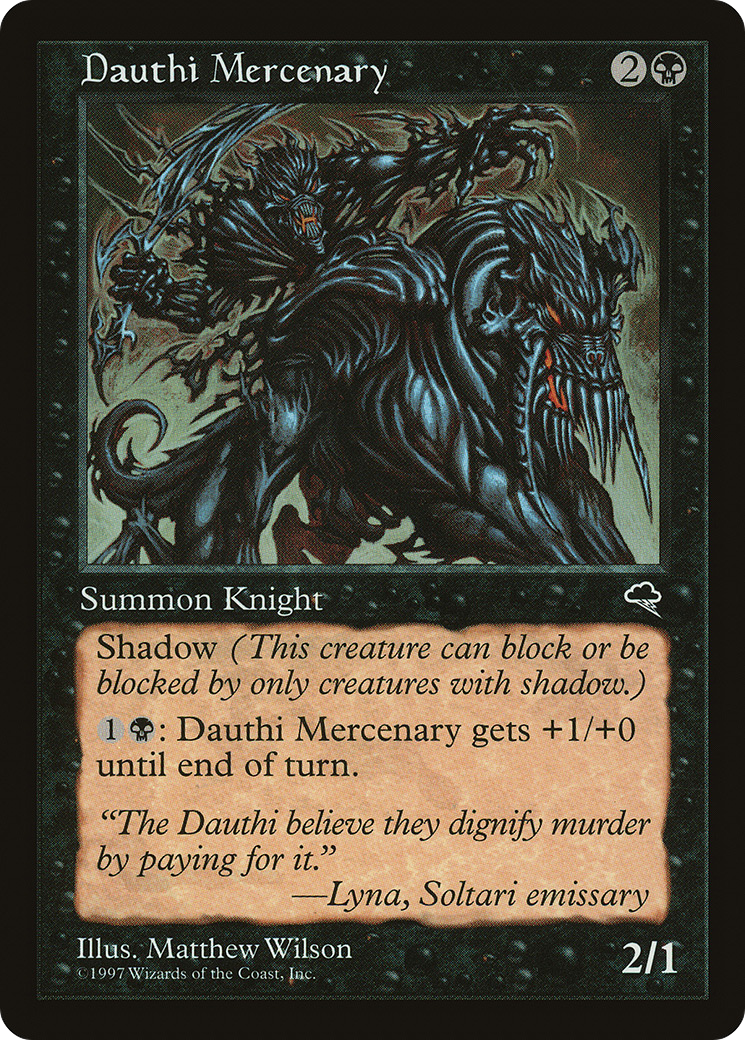 Dauthi Mercenary 2
Summon Knight
Shadow (This creature can block or be
blocked by only creatures with shadow.)
1 : Dauthi Mercenary gets +1/+0
until end of turn.
“The Dauthi believe they dignify murder
by paying for it.”
—Lyna, Soltari emissary
Illus. Matthew Wilson
©1997 Wizards of the Coast, Inc.
2/1